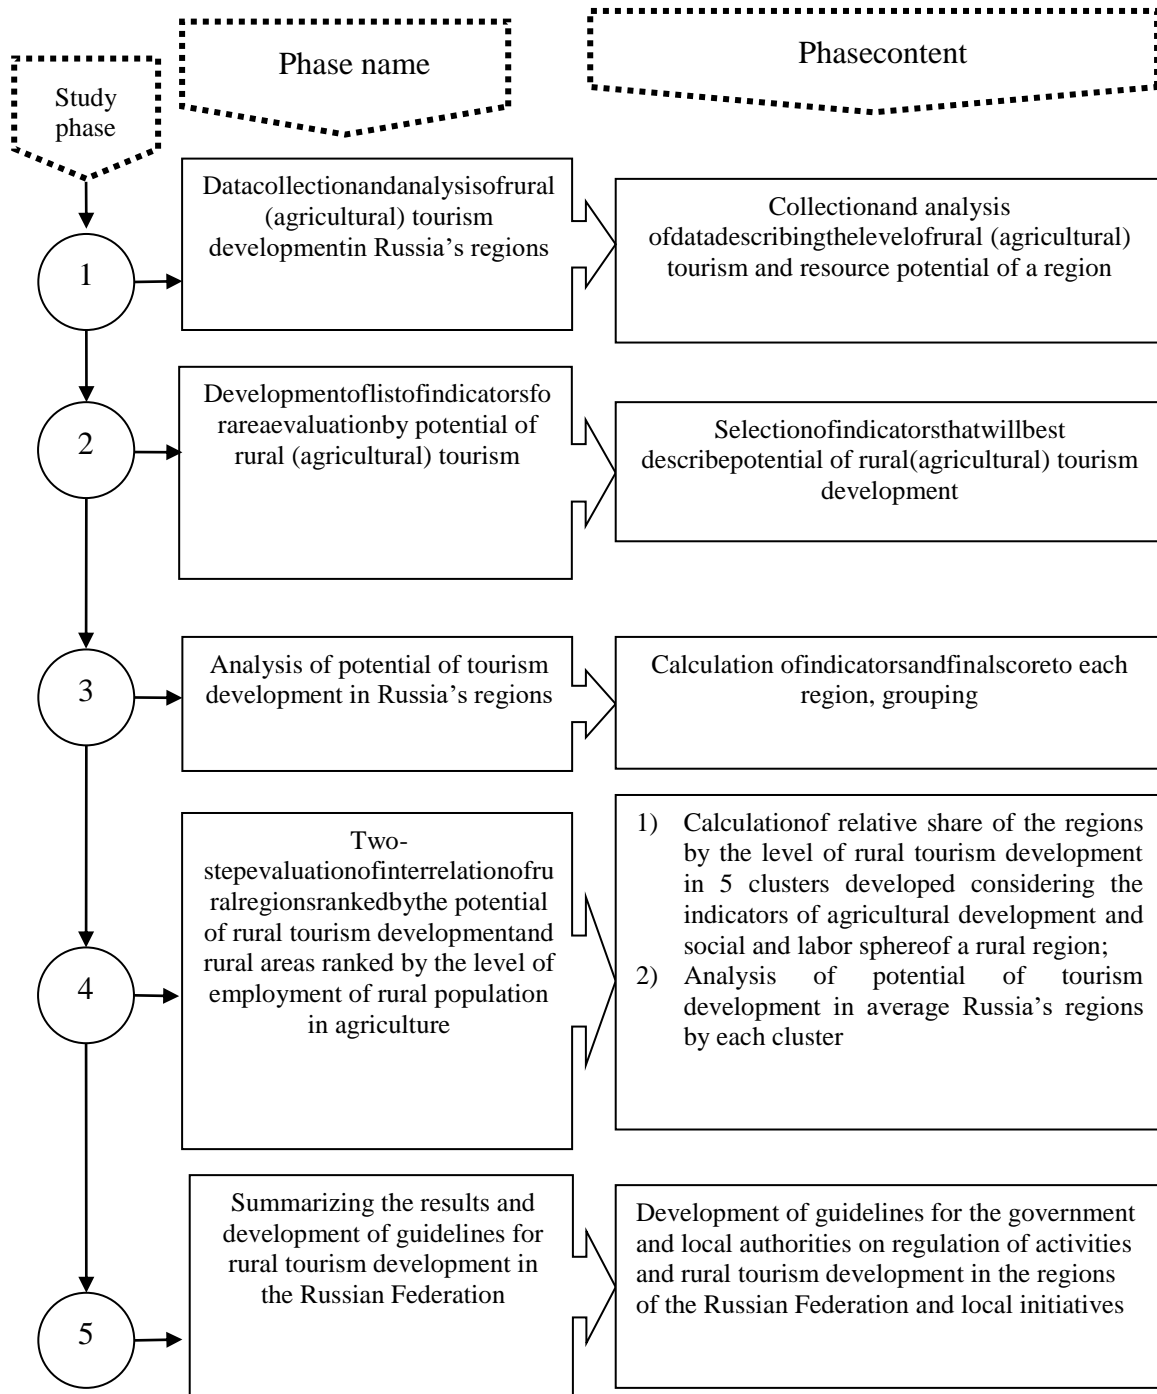 Study
phase
Phase name
Phasecontent
1
Datacollectionandanalysisofrural
(agricultural) tourism
developmentin Russia’s regions
Collectionand analysis
ofdatadescribingthelevelofrural (agricultural)
tourism and resource potential of a region
2
Developmentoflistofindicatorsfo
rareaevaluationby potential of
rural (agricultural) tourism
Selectionofindicatorsthatwillbest
describepotential of rural(agricultural) tourism
development
3
Analysis of potential of tourism
development in Russia’s regions
Calculation ofindicatorsandfinalscoreto each
region, grouping
4
Two-
stepevaluationofinterrelationofru
ralregionsrankedbythe potential
of rural tourism developmentand
rural areas ranked by the level of
employment of rural population
in agriculture
1) Calculationof relative share of the regions
by the level of rural tourism development
in 5 clusters developed considering the
indicators of agricultural development and
social and labor sphereof a rural region;
2) Analysis of potential of tourism
development in average Russia’s regions
by each cluster
5
Summarizing the results and
development of guidelines for
rural tourism development in
the Russian Federation
Development of guidelines for the government
and local authorities on regulation of activities
and rural tourism development in the regions
of the Russian Federation and local initiatives